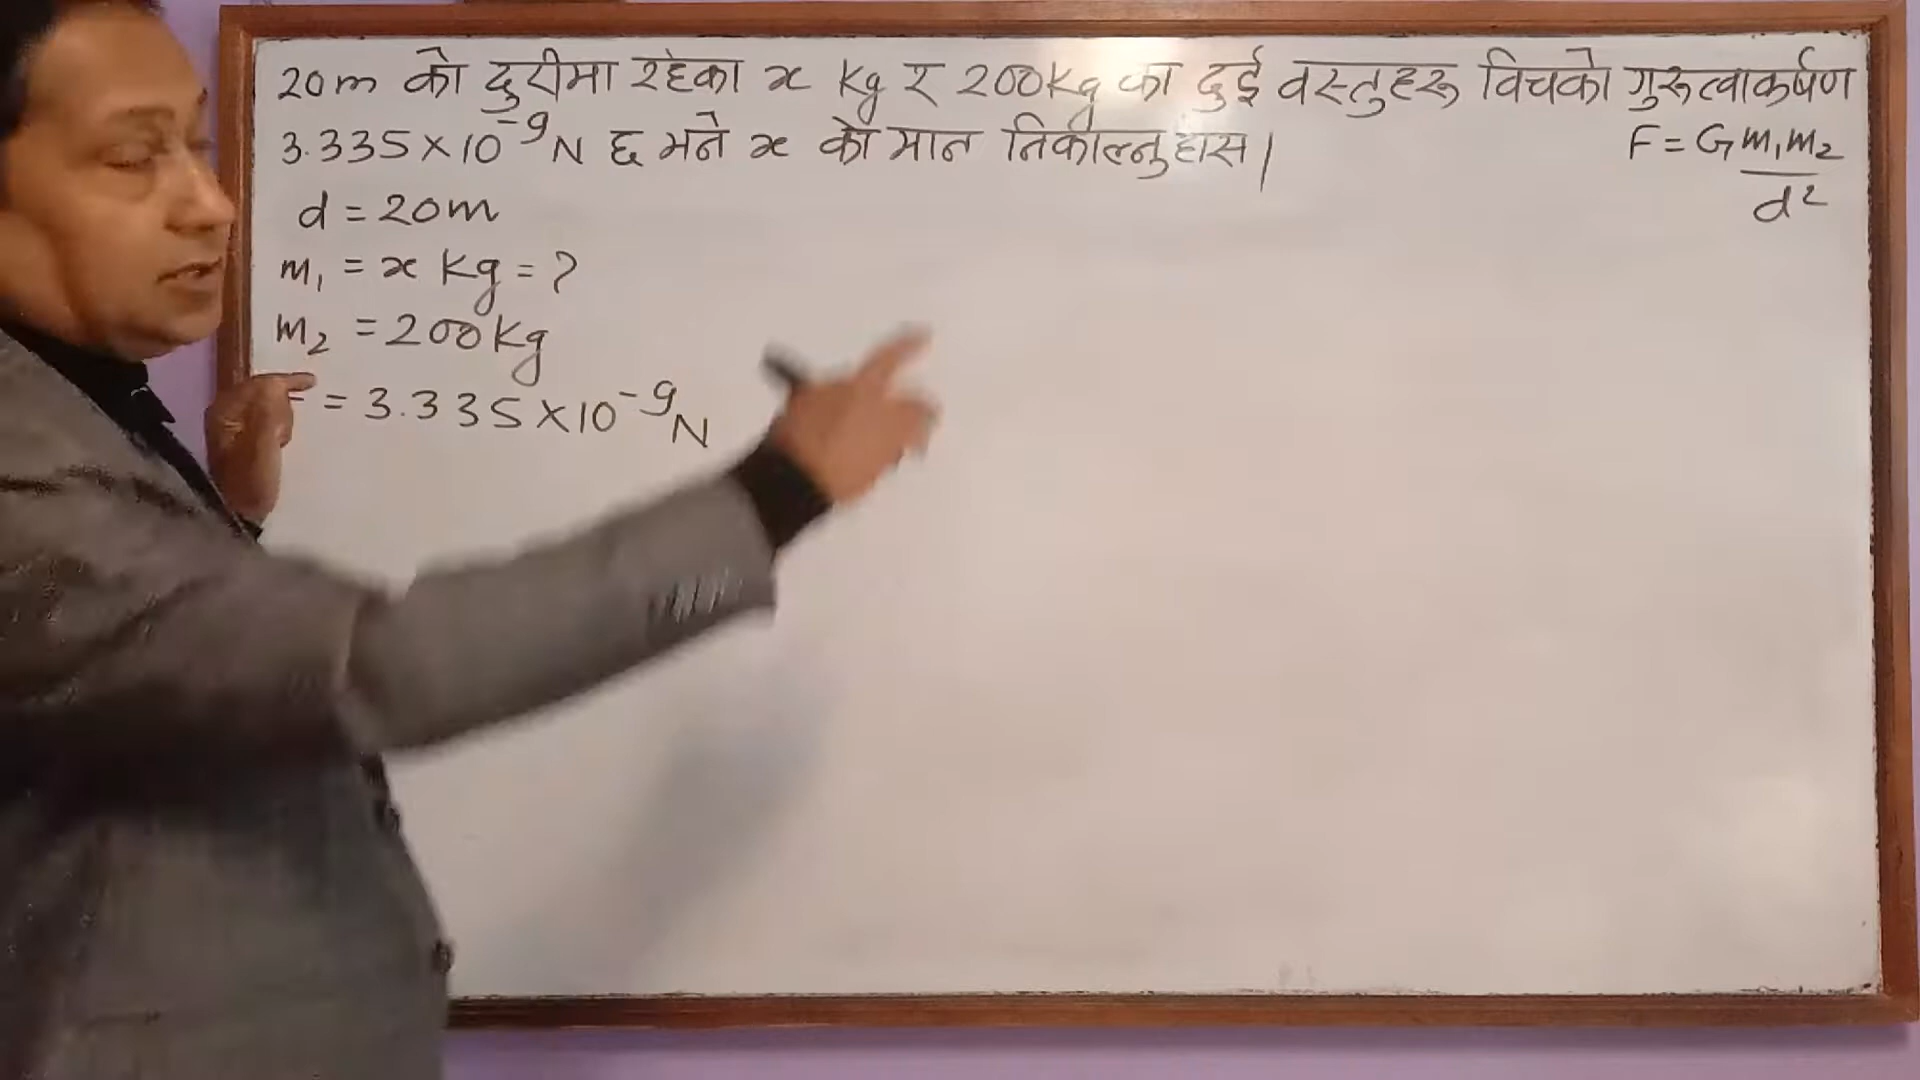 20m को दुरीमा रहेका x Kg र 200Kg का दुई वस्तुहरू विचको गुरूत्वाकर्षण
3.335×10⁻⁹N छ भने x को मान निकाल्नुहोस।
F = G m₁m₂
d²
d = 20m
m₁ = x Kg = ?
m₂ = 200Kg
= 3.335×10⁻⁹N